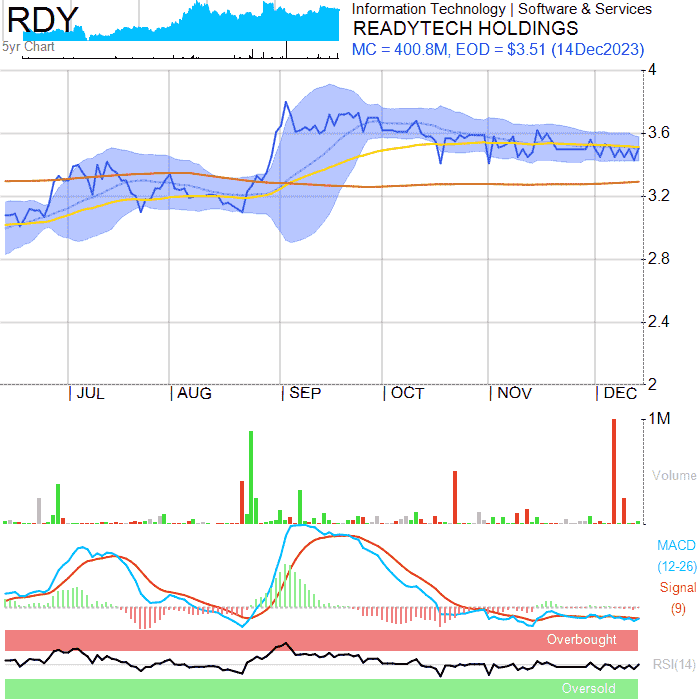 RDY
5yr Chart
Information Technology | Software & Services
READYTECH HOLDINGS
MC = 400.8M, EOD = $3.51 (14Dec2023)
4
3.6
3.2
2.8
2.4
2
JUL AUG SEP OCT NOV DEC
1M
Volume
MACD
(12-26)
Signal
(9)
Overbought
RSI(14)
Oversold